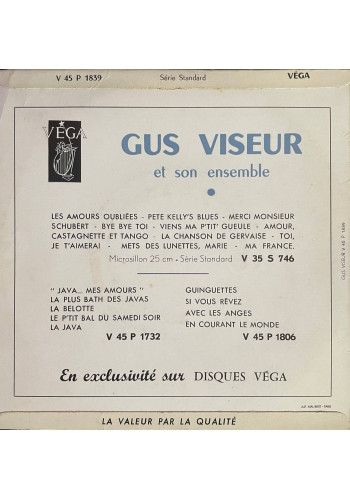 V 45 P 1839
Série Standard
VÉGA
VÉGA
GUS VISEUR
et son ensemble
LES AMOURS OUBLIÉES - PETE KELLY'S BLUES - MERCI MONSIEUR
SCHUBERT - BYE BYE TOI - VIENS MA P'TIT' GUEULE - AMOUR,
CASTAGNETTE ET TANGO - LA CHANSON DE GERVAISE - TOI,
JE T'AIMERAI - METS DES LUNETTES, MARIE - MA FRANCE.
Microsillon 25 cm - Série Standard V 35 S 746
" JAVA... MES AMOURS "
LA PLUS BATH DES JAVAS
LA BELOTTE
LE P'TIT BAL DU SAMEDI SOIR
LA JAVA
V 45 P 1732
GUINGUETTES
SI VOUS RÊVEZ
AVEC LES ANGES
EN COURANT LE MONDE
V 45 P 1806
En exclusivité sur DISQUES VÉGA
LA VALEUR PAR LA QUALITÉ
GUS VISEUR V 45 P 1839